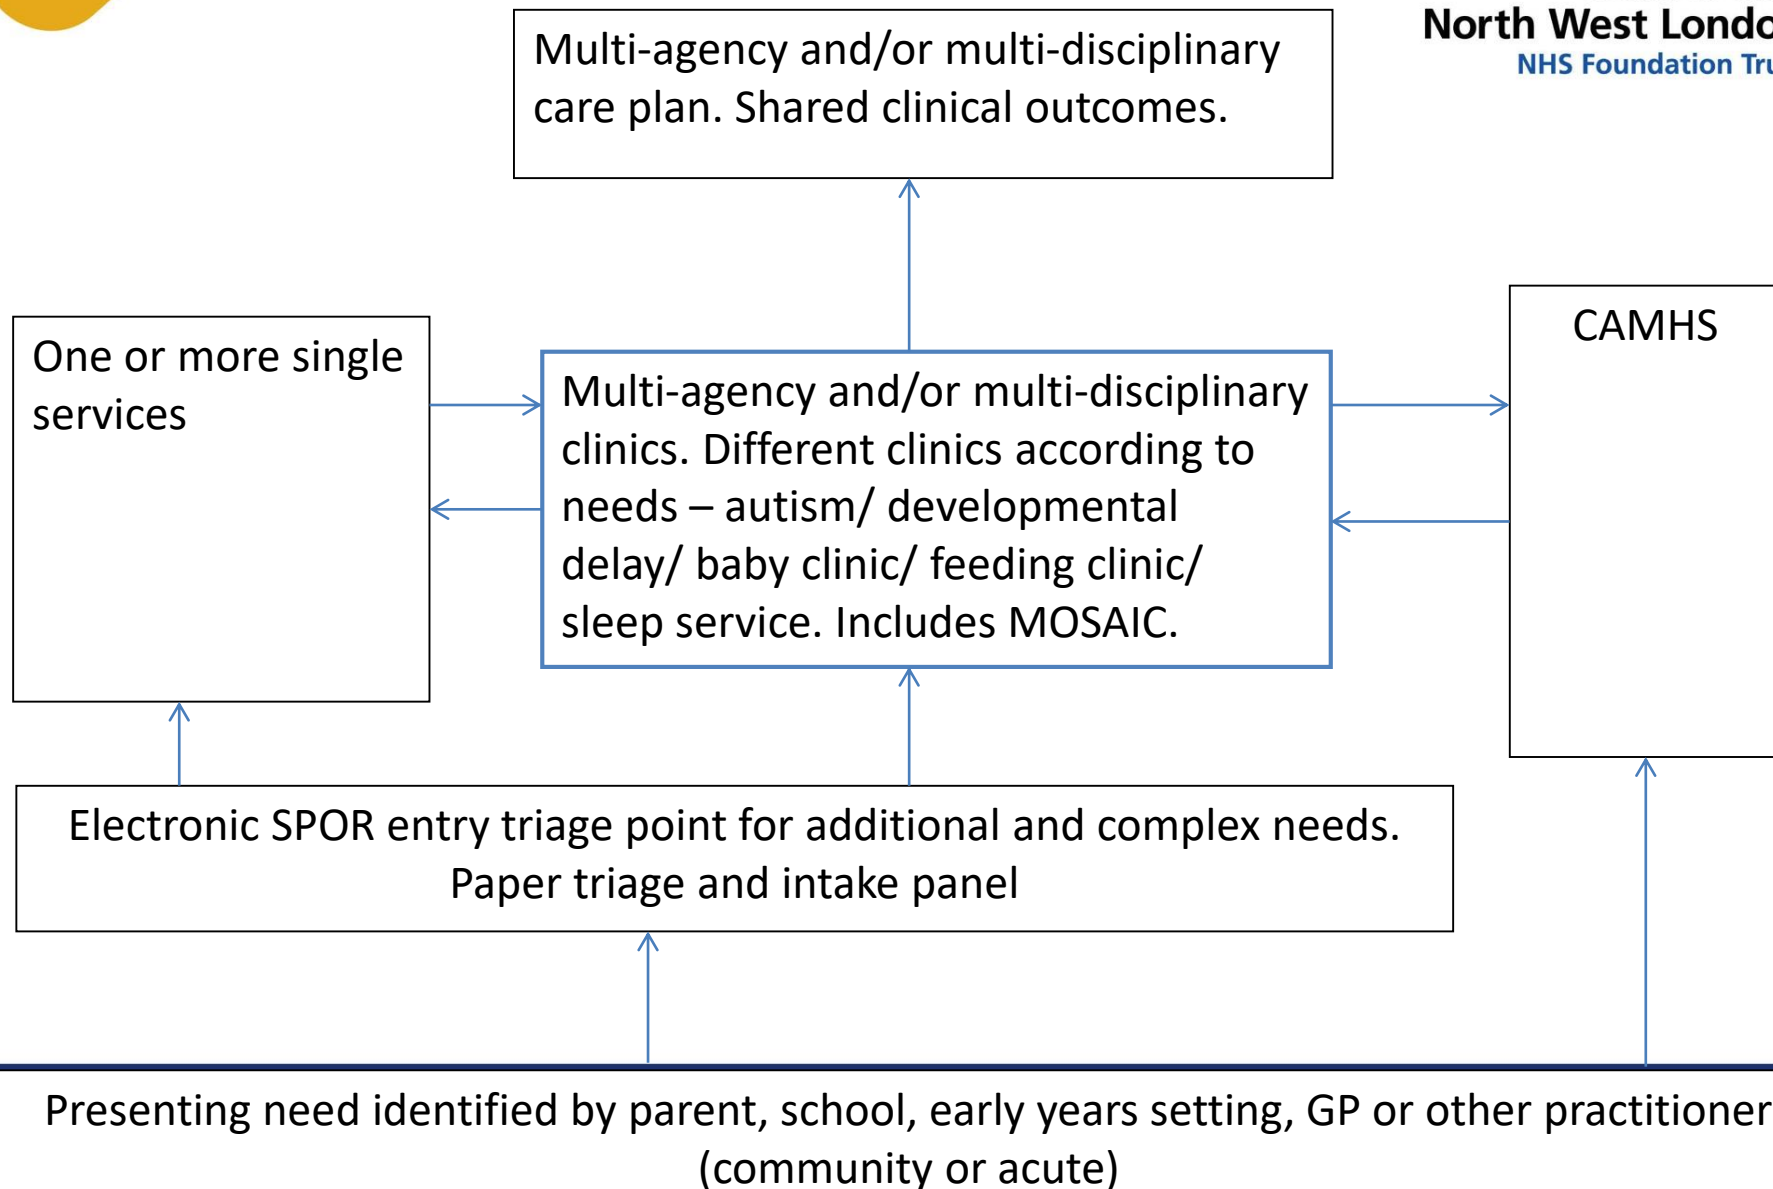 North West Londo
NHS Foundation Tru
Multi-agency and/or multi-disciplinary
care plan. Shared clinical outcomes.
One or more single
services
Multi-agency and/or multi-disciplinary
clinics. Different clinics according to
needs – autism/ developmental
delay/ baby clinic/ feeding clinic/
sleep service. Includes MOSAIC.
CAMHS
Electronic SPOR entry triage point for additional and complex needs.
Paper triage and intake panel
Presenting need identified by parent, school, early years setting, GP or other practitioner
(community or acute)